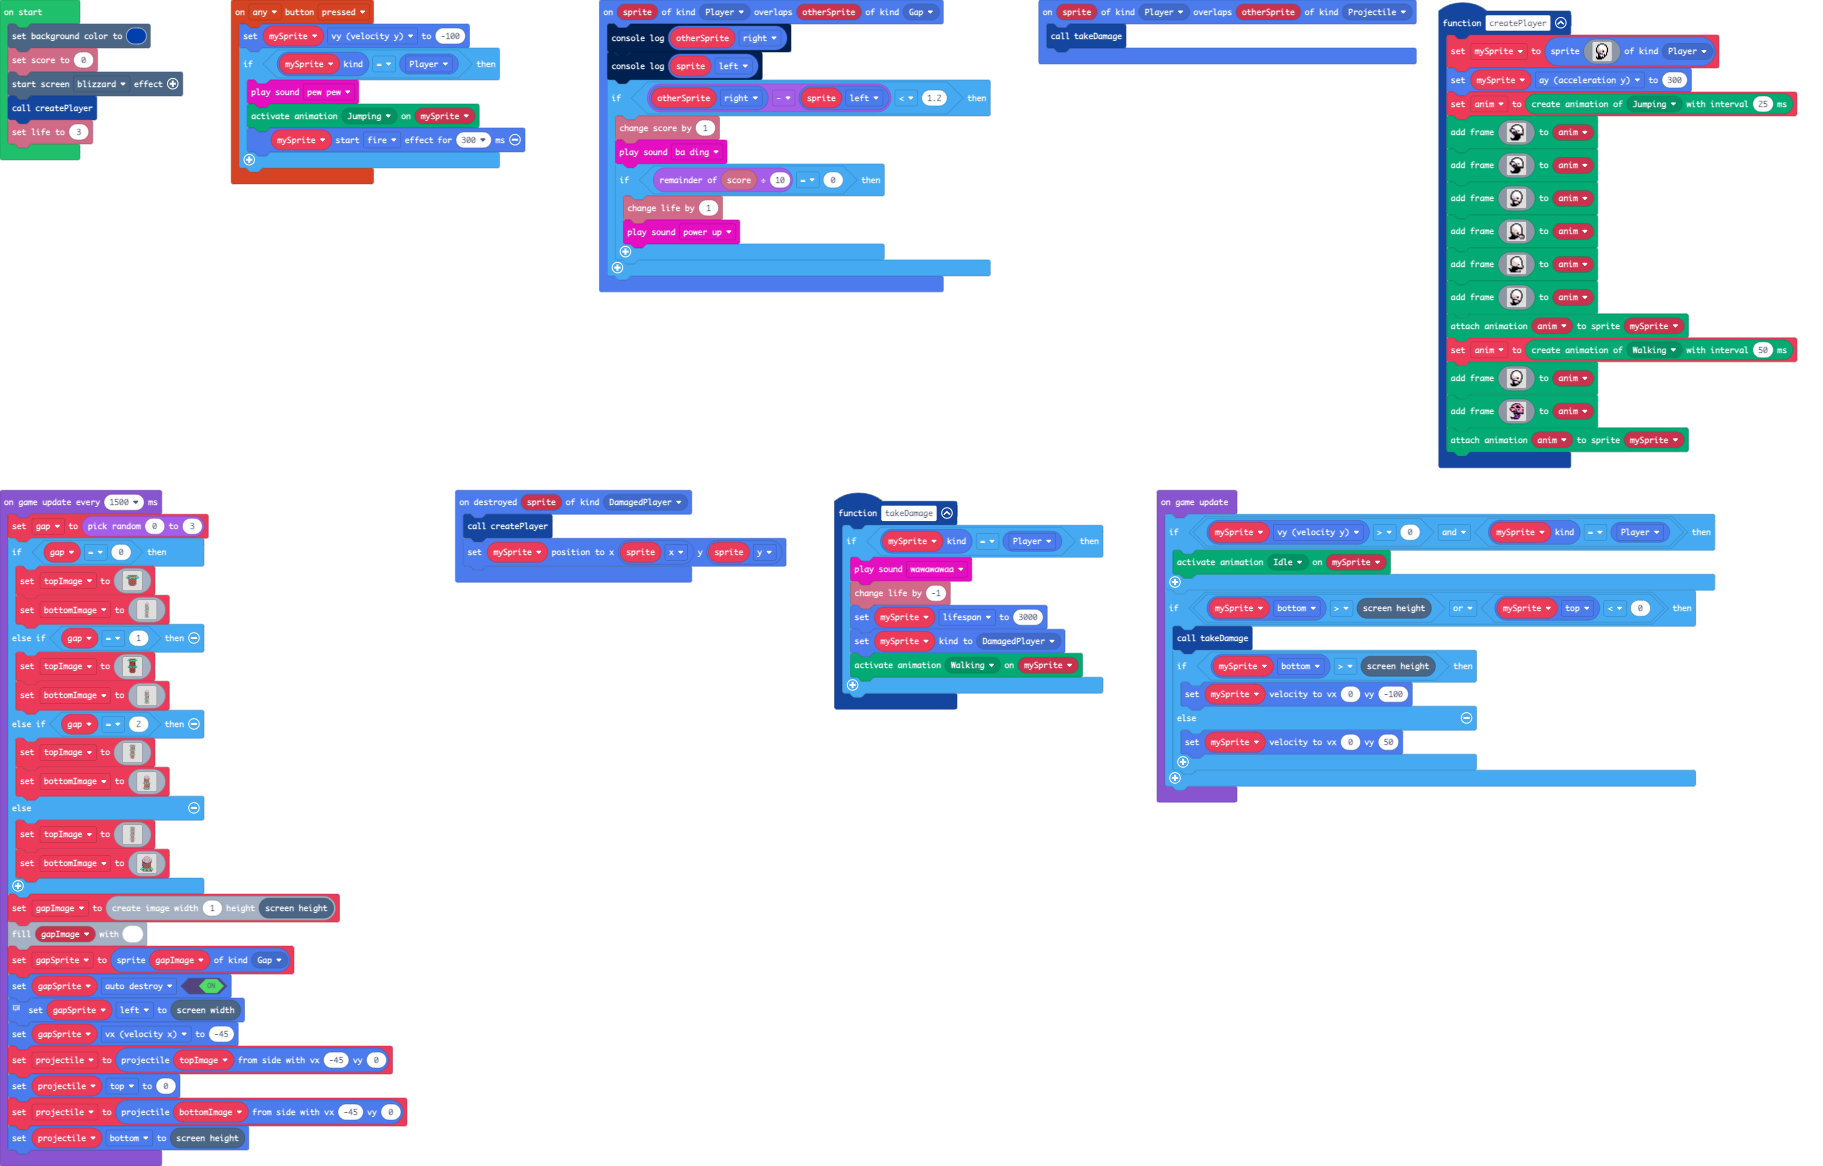 on start
set background color to
set score to 0
start screen blizzard effect
call createPlayer
set life to 3
on any button pressed
set mySprite vy (velocity y) to -100
if mySprite kind = Player then
play sound pew pew
activate animation Jumping on mySprite
mySprite start fire effect for 300 ms
on sprite of kind Player overlaps otherSprite of kind Gap
console log otherSprite right
console log sprite left
if otherSprite right - sprite left < 1.2 then
change score by 1
play sound ba ding
if remainder of score ÷ 10 = 0 then
change life by 1
play sound power up
on sprite of kind Player overlaps otherSprite of kind Projectile
call takeDamage
function createPlayer
set mySprite to sprite of kind Player
set mySprite ay (acceleration y) to 300
set anim to create animation of Jumping with interval 25 ms
add frame to anim
add frame to anim
add frame to anim
add frame to anim
add frame to anim
add frame to anim
attach animation anim to sprite mySprite
set anim to create animation of Walking with interval 50 ms
add frame to anim
add frame to anim
attach animation anim to sprite mySprite
on game update every 1500 ms
set gap to pick random 0 to 3
if gap = 0 then
set topImage to
set bottomImage to
else if gap = 1 then
set topImage to
set bottomImage to
else if gap = 2 then
set topImage to
set bottomImage to
else
set topImage to
set bottomImage to
set gapImage to create image width 1 height screen height
fill gapImage with
set gapSprite to sprite gapImage of kind Gap
set gapSprite auto destroy ON
set gapSprite left to screen width
set gapSprite vx (velocity x) to -45
set projectile to projectile topImage from side with vx -45 vy 0
set projectile top to 0
set projectile to projectile bottomImage from side with vx -45 vy 0
set projectile bottom to screen height
on destroyed sprite of kind DamagedPlayer
call createPlayer
set mySprite position to x sprite x y sprite y
function takeDamage
if mySprite kind = Player then
play sound wawawawaa
change life by -1
set mySprite lifespan to 3000
set mySprite kind to DamagedPlayer
activate animation Walking on mySprite
on game update
if mySprite vy (velocity y) > 0 and mySprite kind = Player then
activate animation Idle on mySprite
if mySprite bottom > screen height or mySprite top < 0 then
call takeDamage
if mySprite bottom > screen height then
set mySprite velocity to vx 0 vy -100
else
set mySprite velocity to vx 0 vy 50